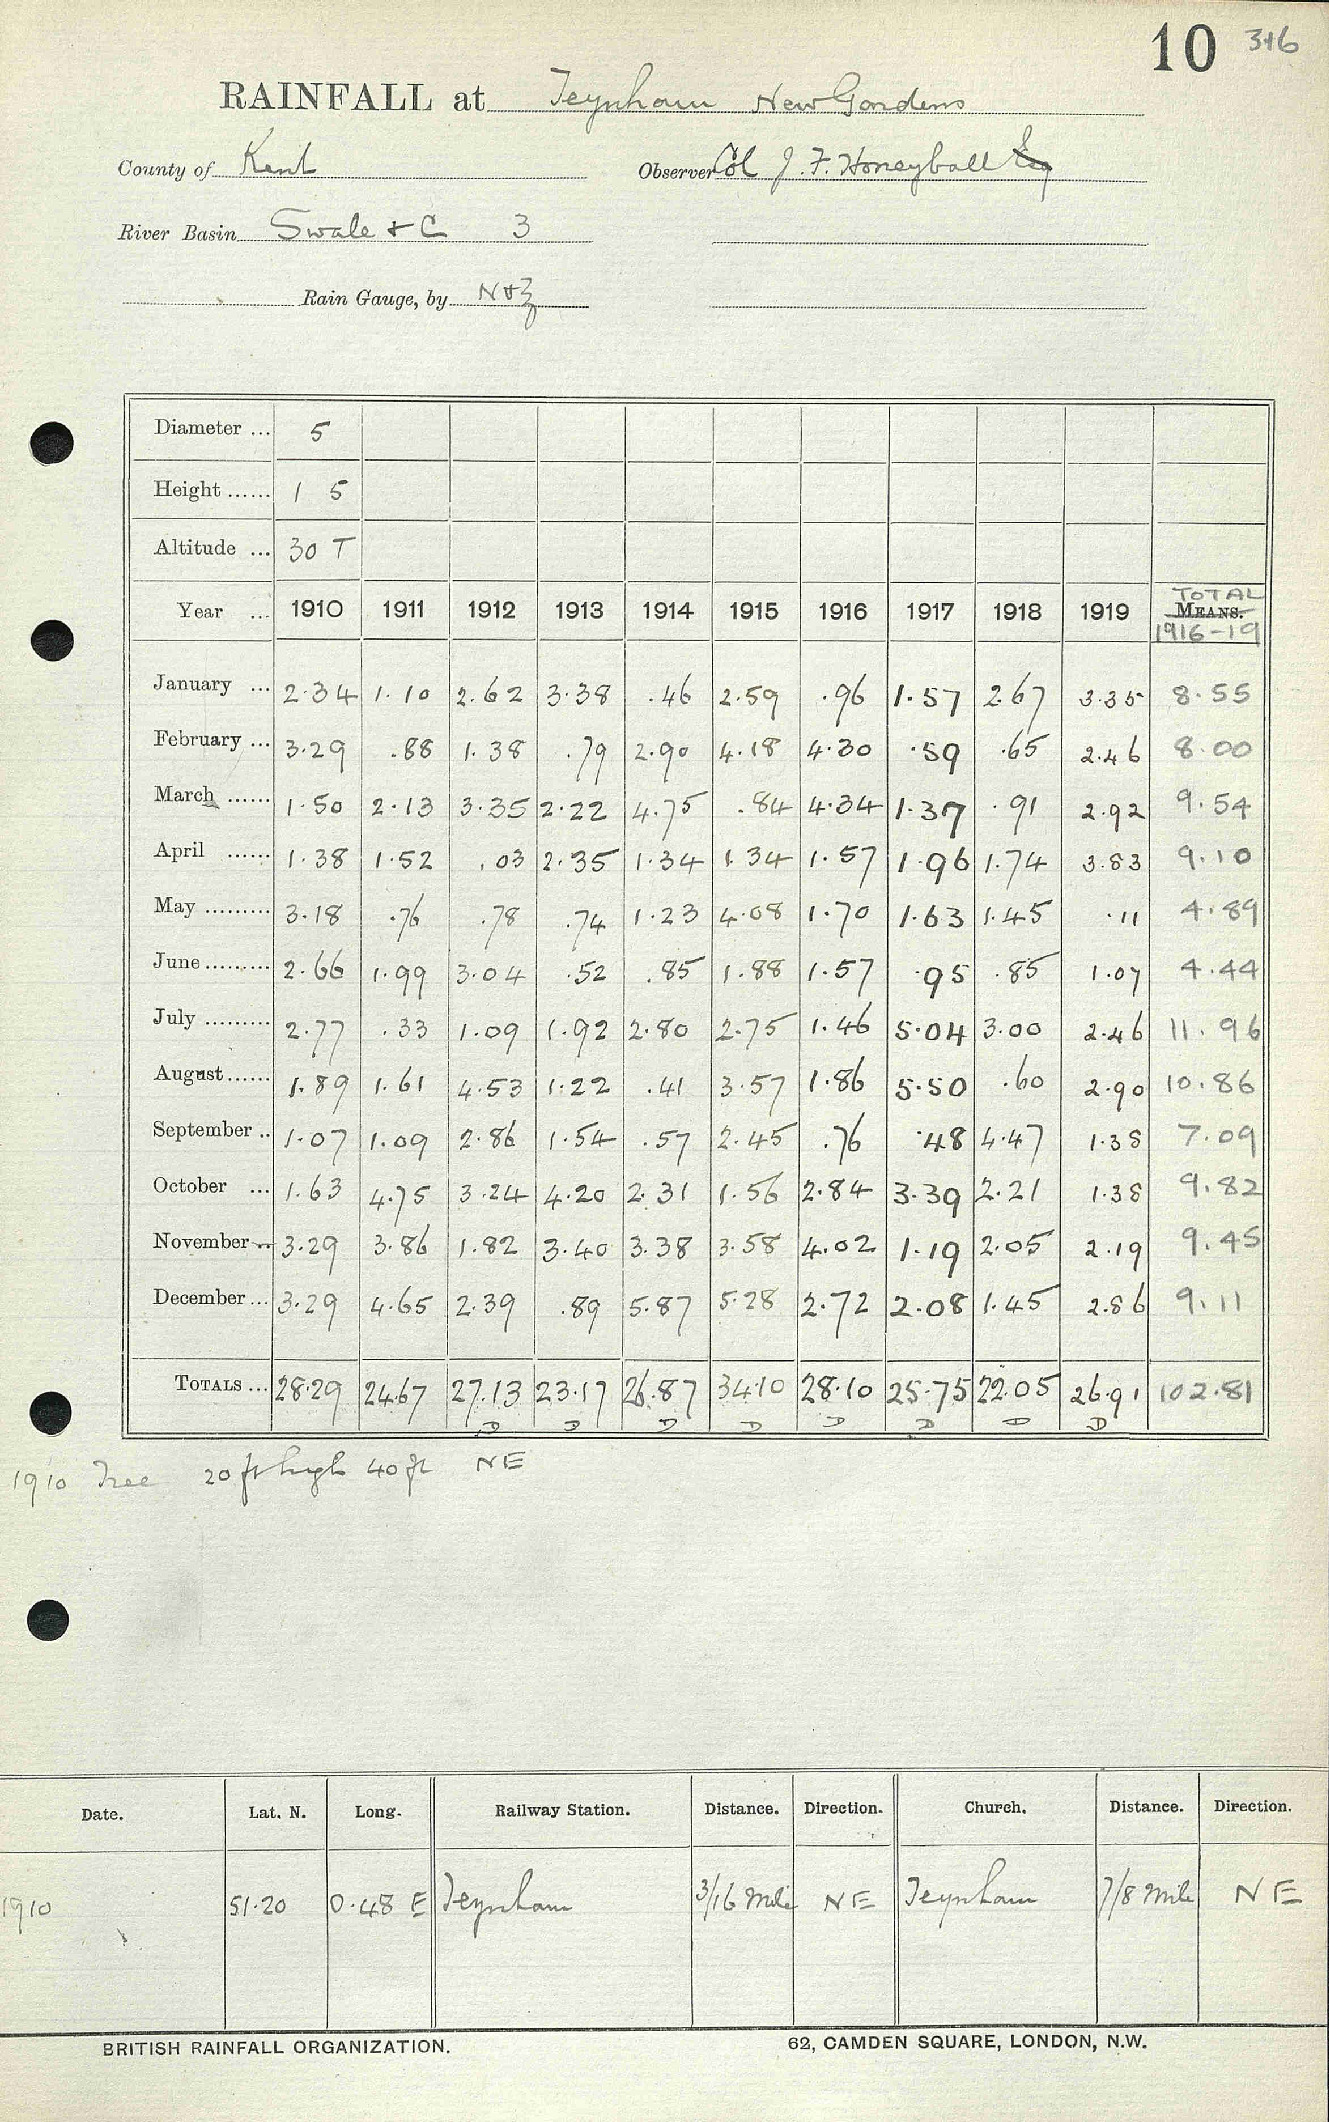 10 316
RAINFALL at Teynham New Gardens
County of Kent Observer Col J. F. Honeyball Esq
River Basin Swale & C 3
Rain Gauge, by N & Z
Diameter ... 5
Height ...... 1 5
Altitude ... 30 T
Year ... 1910 1911 1912 1913 1914 1915 1916 1917 1918 1919 TOTAL MEANS. 1916-19
January ... 2.34 1.10 2.62 3.38 .46 2.59 .96 1.57 2.67 3.35 8.55
February ... 3.29 .88 1.38 .79 2.90 4.18 4.30 .59 .65 2.46 8.00
March ...... 1.50 2.13 3.35 2.22 4.75 .84 4.34 1.37 .91 2.92 9.54
April ...... 1.38 1.52 .03 2.35 1.34 1.34 1.57 1.96 1.74 3.83 9.10
May ......... 3.18 .76 .78 .74 1.23 4.08 1.70 1.63 1.45 .11 4.89
June ......... 2.66 1.99 3.04 .52 .85 1.88 1.57 .95 .85 1.07 4.44
July ......... 2.77 .33 1.09 1.92 2.80 2.75 1.46 5.04 3.00 2.46 11.96
August ...... 1.89 1.61 4.53 1.22 .41 3.57 1.86 5.50 .60 2.90 10.86
September .. 1.07 1.09 2.86 1.54 .57 2.45 .76 .48 4.47 1.38 7.09
October ... 1.63 4.75 3.24 4.20 2.31 1.56 2.84 3.39 2.21 1.38 9.82
November ... 3.29 3.86 1.82 3.40 3.38 3.58 4.02 1.19 2.05 2.19 9.45
December ... 3.29 4.65 2.39 .89 5.87 5.28 2.72 2.08 1.45 2.86 9.11
TOTALS ... 28.29 24.67 27.13 23.17 26.87 34.10 28.10 25.75 22.05 26.91 102.81
D D D D D D D D
1910 Tree 20 ft high 40 ft NE
Date. Lat. N. Long. Railway Station. Distance. Direction. Church. Distance. Direction.
1910 51.20 0.48 E Teynham 3/16 Mile NE Teynham 7/8 Mile NE
BRITISH RAINFALL ORGANIZATION. 62, CAMDEN SQUARE, LONDON, N.W.